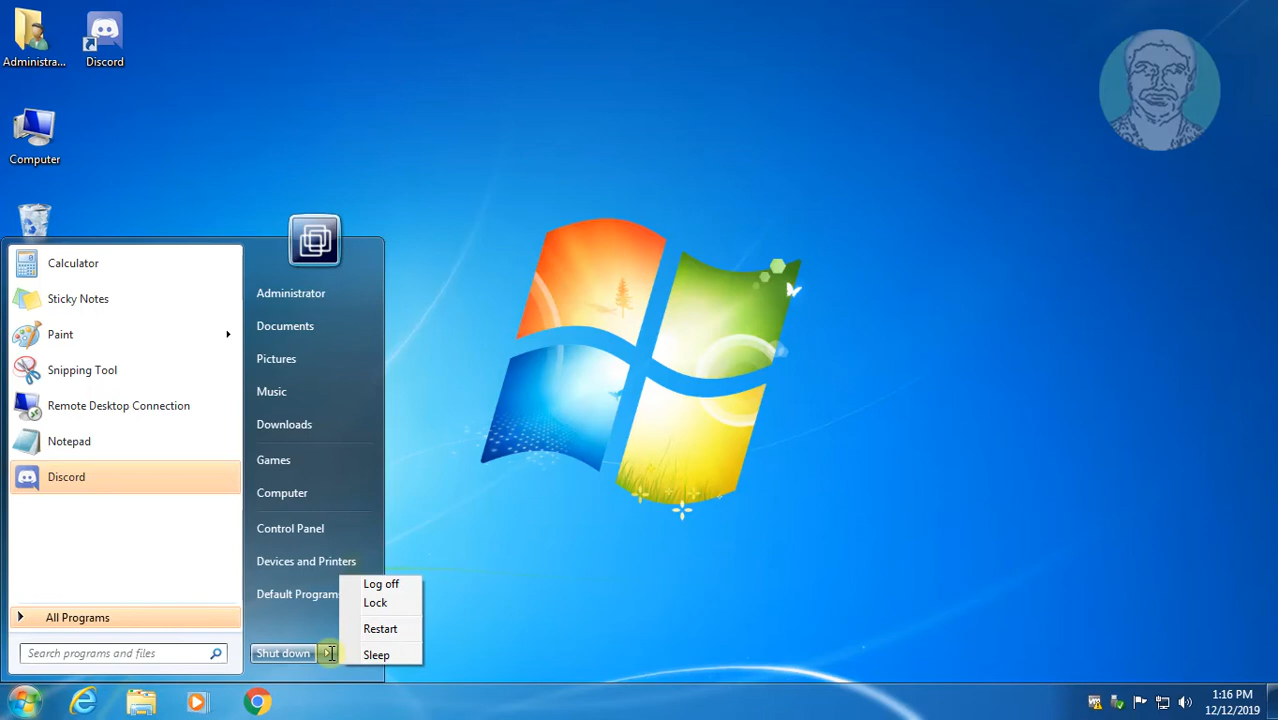 Administra...
Discord
Computer
Calculator
Sticky Notes
Paint
Snipping Tool
Remote Desktop Connection
Notepad
Discord
All Programs
Search programs and files
Administrator
Documents
Pictures
Music
Downloads
Games
Computer
Control Panel
Devices and Printers
Default Programs
Shut down
Log off
Lock
Restart
Sleep
1:16 PM
12/12/2019